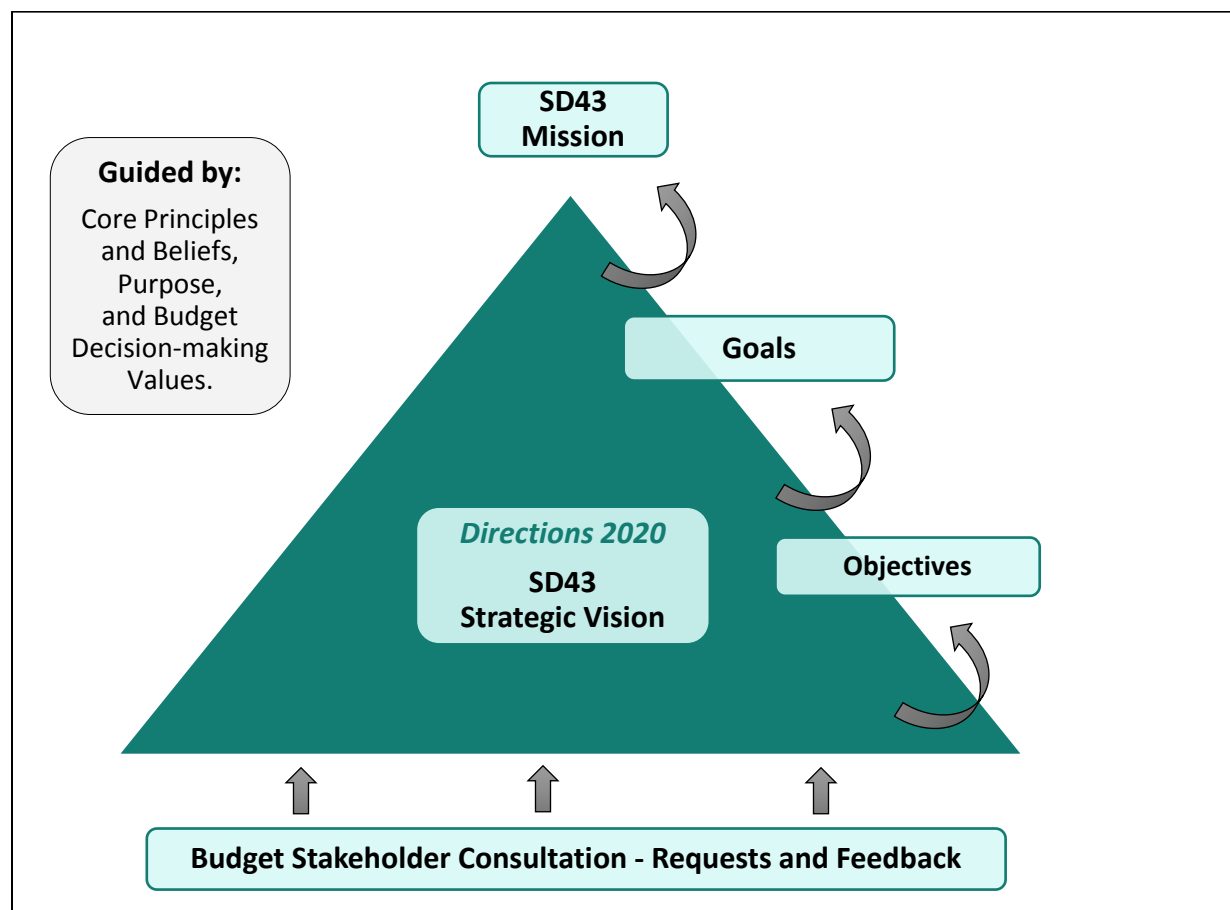 SD43
Mission
Guided by:
Core Principles
and Beliefs,
Purpose,
and Budget
Decision-making
Values.
Goals
Directions 2020
SD43
Strategic Vision
Objectives
Budget Stakeholder Consultation - Requests and Feedback